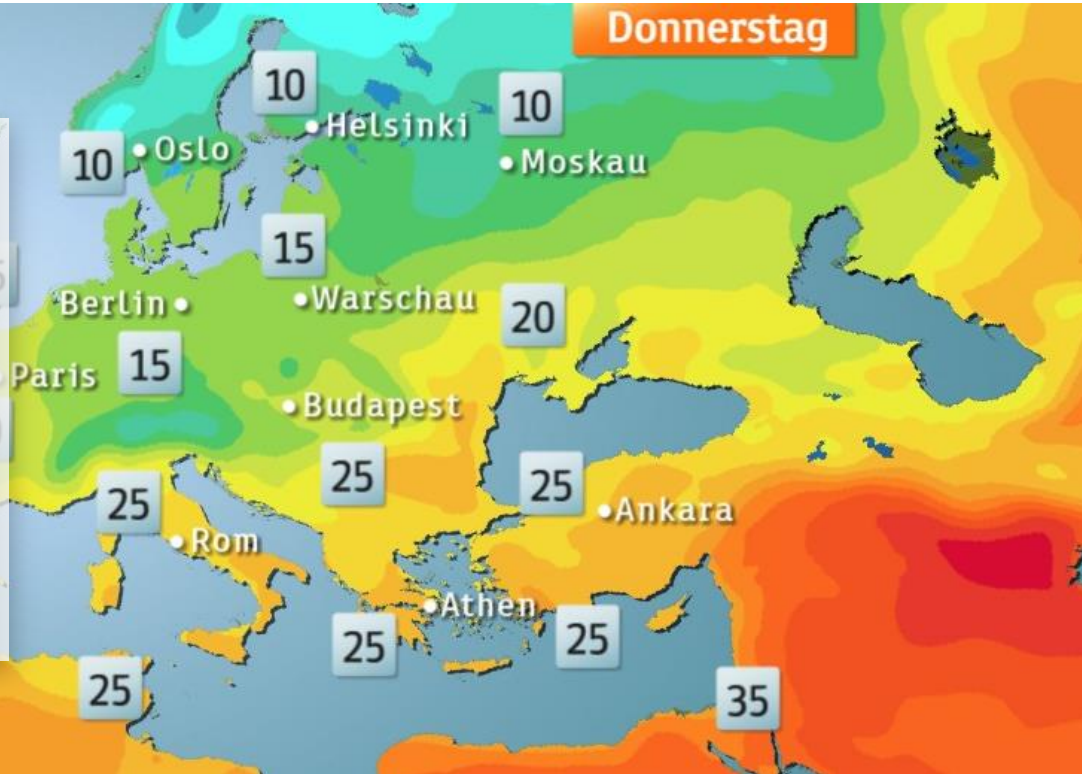 Donnerstag
10
10
Helsinki
10
Oslo
Moskau
15
Berlin
Warschau
20
15
Paris
Budapest
25
25
25
Ankara
Rom
Athen
25
25
25
35